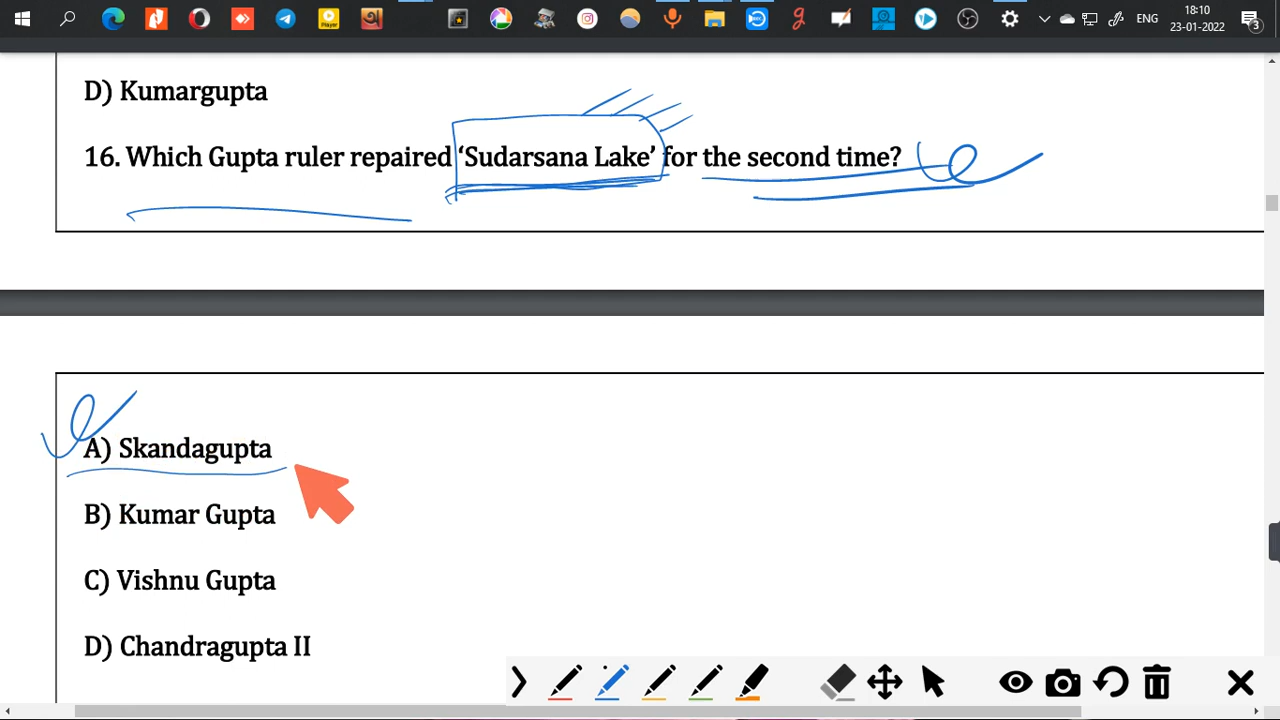 ENG
18:10
23-01-2022
3
D) Kumargupta
16. Which Gupta ruler repaired ‘Sudarsana Lake’ for the second time?
A) Skandagupta
B) Kumar Gupta
C) Vishnu Gupta
D) Chandragupta II